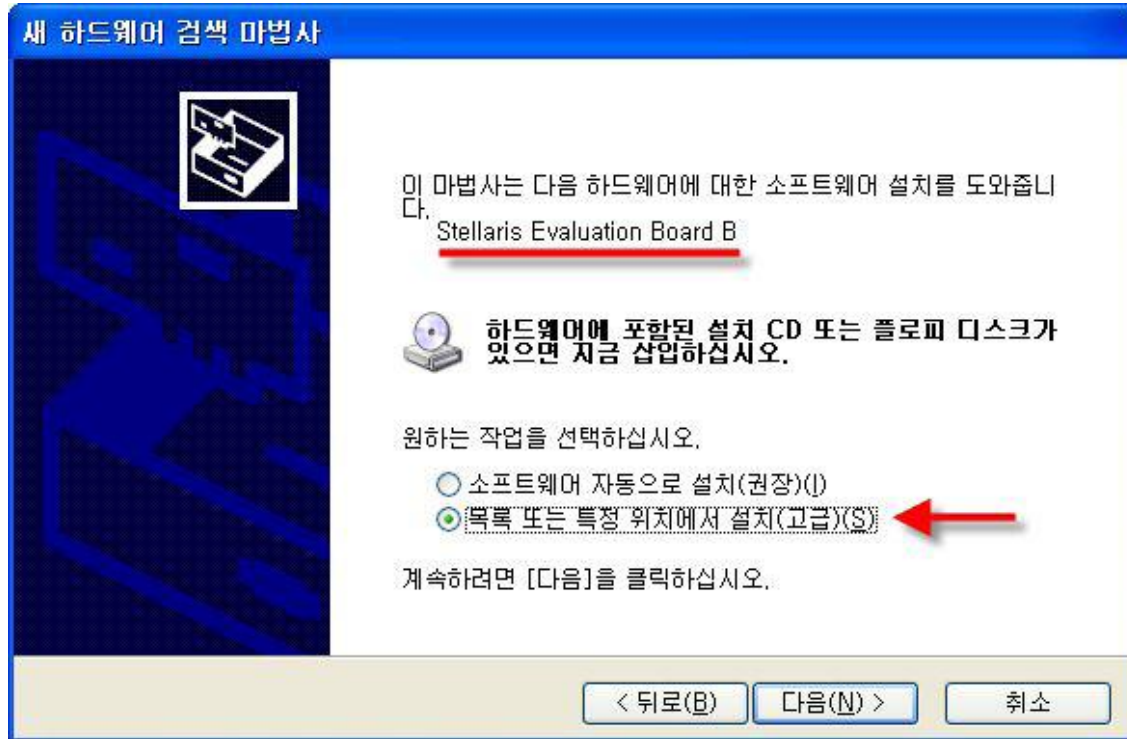 새 하드웨어 검색 마법사
이 마법사는 다음 하드웨어에 대한 소프트웨어 설치를 도와줍니
다.
Stellaris Evaluation Board B
하드웨어에 포함된 설치 CD 또는 플로피 디스크가
있으면 지금 삽입하십시오.
원하는 작업을 선택하십시오.
소프트웨어 자동으로 설치(권장)(I)
목록 또는 특정 위치에서 설치(고급)(S)
계속하려면 [다음]을 클릭하십시오.
< 뒤로(B) 다음(N) > 취소